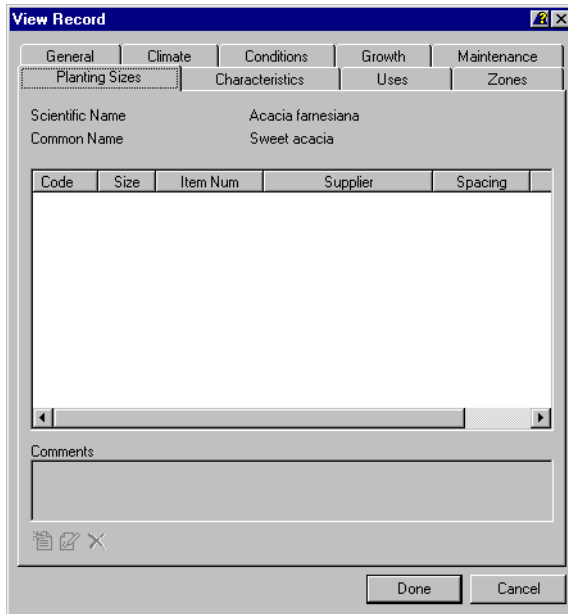 View Record
General Climate Conditions Growth Maintenance
Planting Sizes Characteristics Uses Zones
Scientific Name Acacia farnesiana
Common Name Sweet acacia
Code Size Item Num Supplier Spacing
Comments
Done Cancel